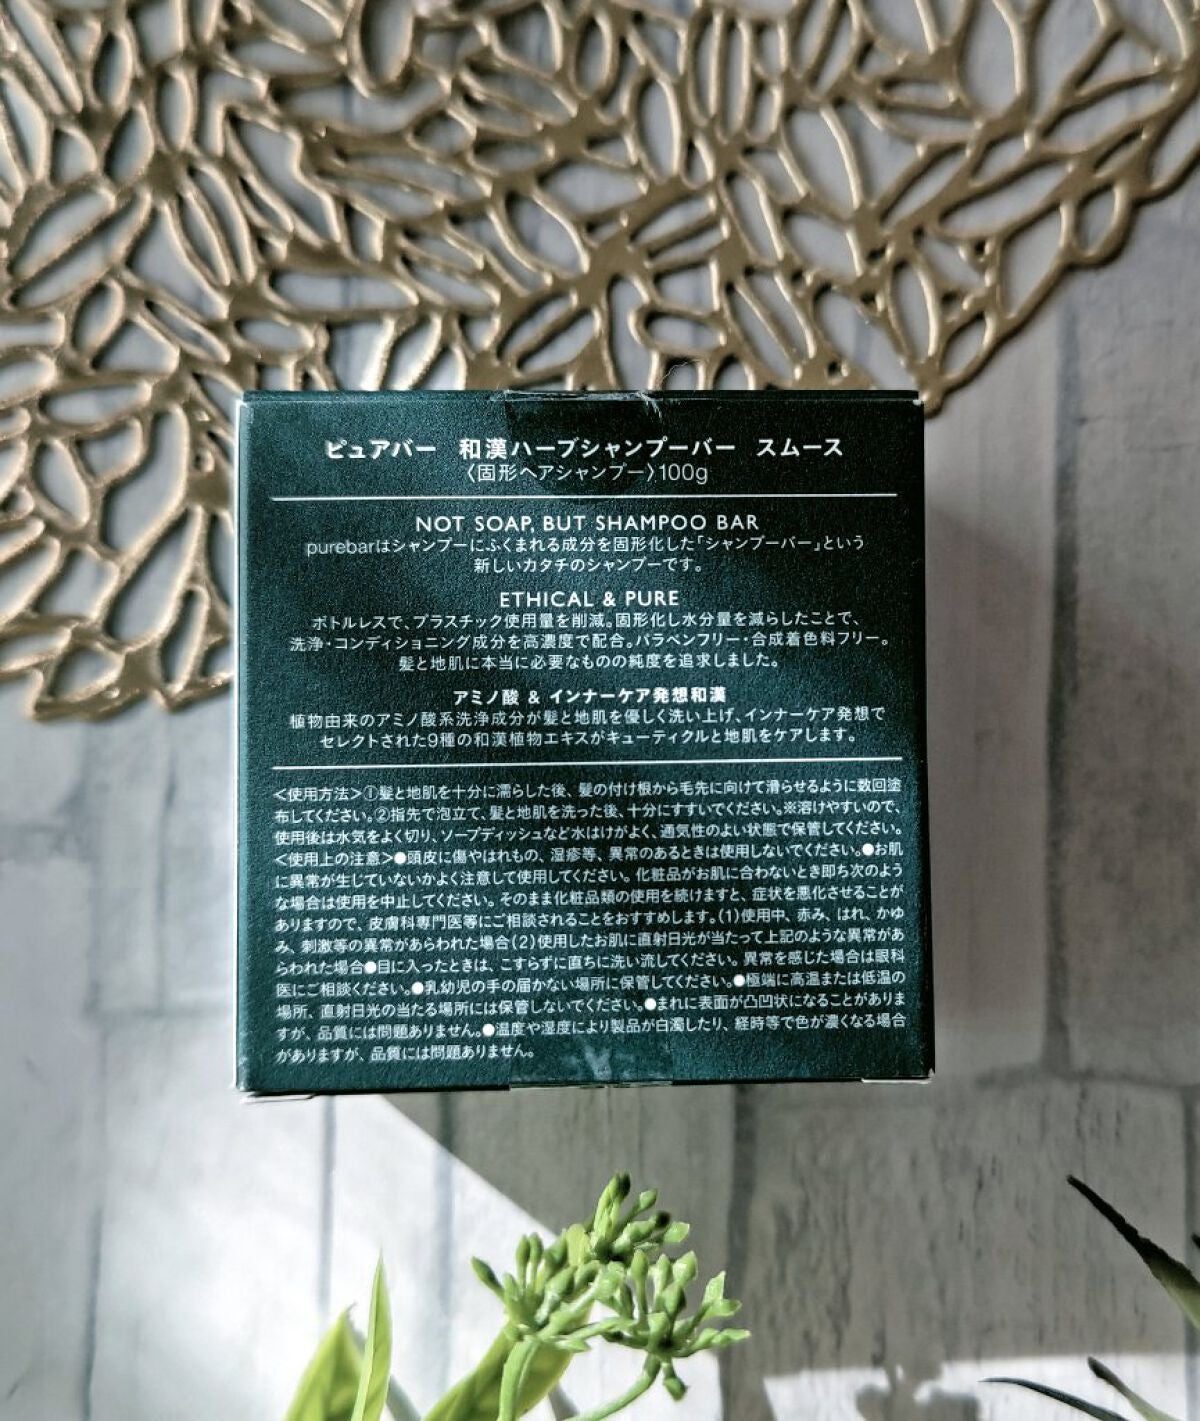 ピュアバー 和漢ハーブシャンプーバー スムース
〈固形ヘアシャンプー〉100g
NOT SOAP, BUT SHAMPOO BAR
purebarはシャンプーにふくまれる成分を固形化した「シャンプーバー」という
新しいカタチのシャンプーです。
ETHICAL & PURE
ボトルレスで、プラスチック使用量を削減。固形化し水分量を減らしたことで、
洗浄・コンディショニング成分を高濃度で配合。パラベンフリー・合成着色料フリー。
髪と地肌に本当に必要なものの純度を追求しました。
アミノ酸 & インナーケア発想和漢
植物由来のアミノ酸系洗浄成分が髪と地肌を優しく洗い上げ、インナーケア発想で
セレクトされた9種の和漢植物エキスがキューティクルと地肌をケアします。
<使用方法>①髪と地肌を十分に濡らした後、髪の付け根から毛先に向けて滑らせるように数回塗
布してください。②指先で泡立て、髪と地肌を洗った後、十分にすすいでください。※溶けやすいので、
使用後は水気をよく切り、ソープディッシュなど水はけがよく、通気性のよい状態で保管してください。
<使用上の注意>●頭皮に傷やはれもの、湿疹等、異常のあるときは使用しないでください。●お肌
に異常が生じていないかよく注意して使用してください。化粧品がお肌に合わないとき即ち次のよう
な場合は使用を中止してください。そのまま化粧品類の使用を続けますと、症状を悪化させることが
ありますので、皮膚科専門医等にご相談されることをおすすめします。(1)使用中、赤み、はれ、かゆ
み、刺激等の異常があらわれた場合(2)使用したお肌に直射日光が当たって上記のような異常があ
らわれた場合●目に入ったときは、こすらずに直ちに洗い流してください。異常を感じた場合は眼科
医にご相談ください。●乳幼児の手の届かない場所に保管してください。●極端に高温または低温の
場所、直射日光の当たる場所には保管しないでください。●まれに表面が凸凹状になることがありま
すが、品質には問題ありません。●温度や湿度により製品が白濁したり、経時等で色が濃くなる場合
がありますが、品質には問題ありません。